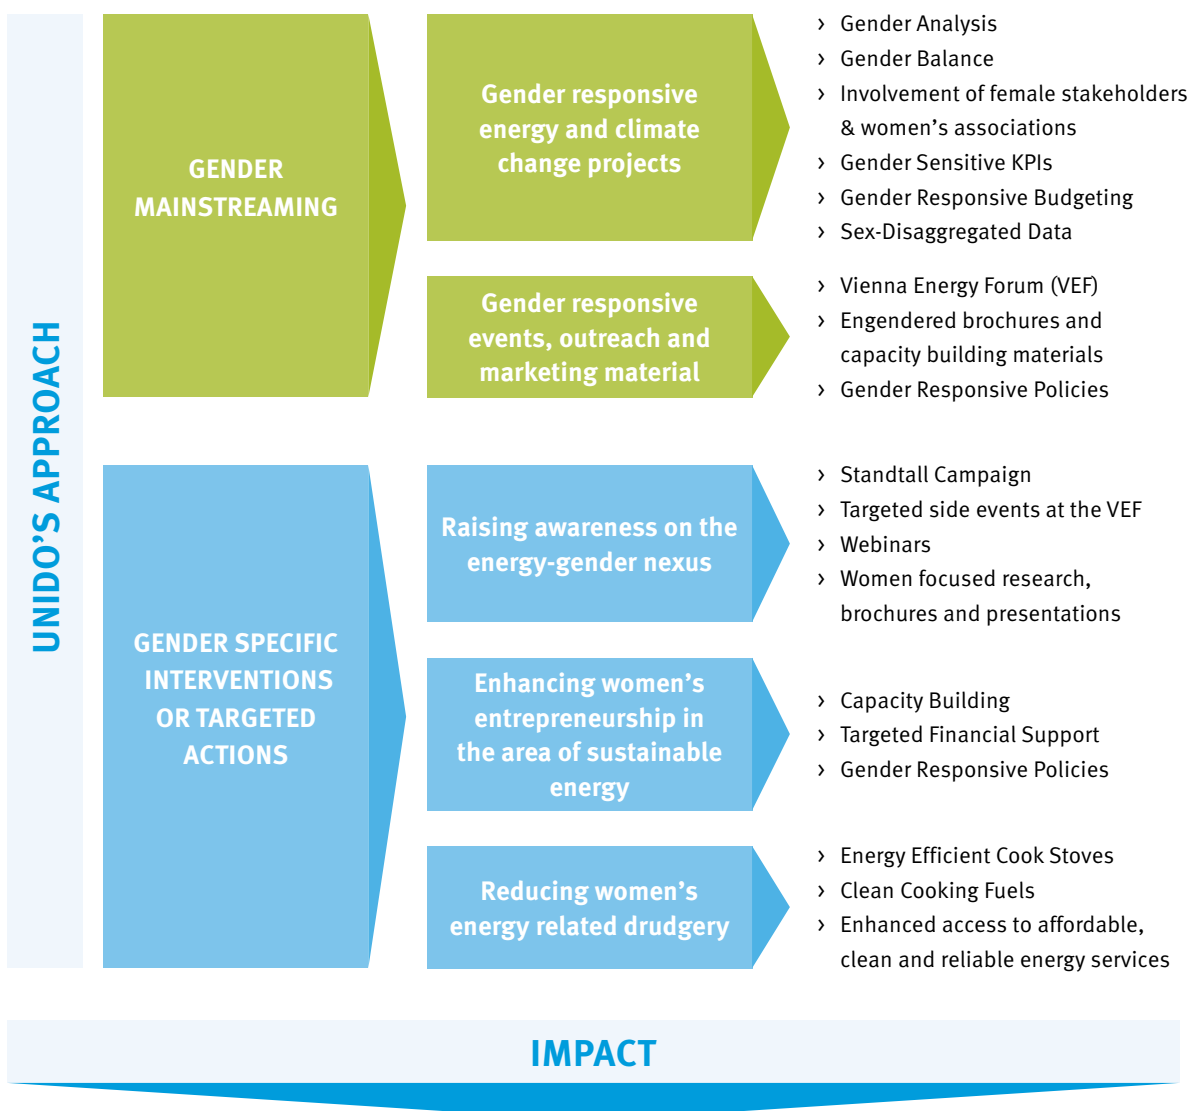 UNIDO'S APPROACH
GENDER
MAINSTREAMING
Gender responsive
energy and climate
change projects
› Gender Analysis
› Gender Balance
› Involvement of female stakeholders
& women's associations
› Gender Sensitive KPIs
› Gender Responsive Budgeting
› Sex-Disaggregated Data
Gender responsive
events, outreach and
marketing material
› Vienna Energy Forum (VEF)
› Engendered brochures and
capacity building materials
› Gender Responsive Policies
GENDER SPECIFIC
INTERVENTIONS
OR TARGETED
ACTIONS
Raising awareness on the
energy-gender nexus
› Standtall Campaign
› Targeted side events at the VEF
› Webinars
› Women focused research,
brochures and presentations
Enhancing women's
entrepreneurship in
the area of sustainable
energy
› Capacity Building
› Targeted Financial Support
› Gender Responsive Policies
Reducing women's
energy related drudgery
› Energy Efficient Cook Stoves
› Clean Cooking Fuels
› Enhanced access to affordable,
clean and reliable energy services
IMPACT